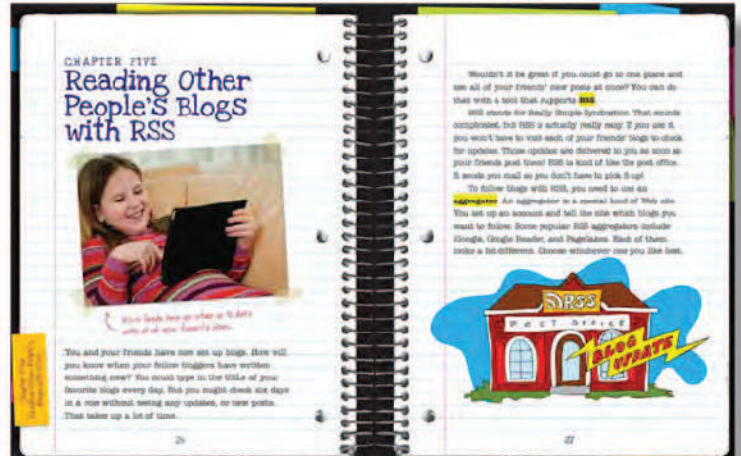 CHAPTER FIVE
Reading Other
People's Blogs
with RSS
You and your friends have now set up blogs. How will
you know when your fellow bloggers have written
something new? You could type in the titles of your
favorite blogs every day. But you might check six days
in a row without seeing any updates, or new posts.
That takes up a lot of time.
26
Wouldn't it be great if you could go to one place and
see all of your friends' new posts at once? You can do
that with a tool that supports RSS.
RSS stands for Really Simple Syndication. That sounds
complicated, but RSS is actually really easy. If you use it,
you won't have to visit each of your friends' blogs to check
for updates. Those updates are delivered to you as soon as
your friends post them! RSS is kind of like the post office.
It sends you mail so you don't have to pick it up!
To follow blogs with RSS, you need to use an
aggregator. An aggregator is a special kind of Web site.
You set up an account and tell the site which blogs you
want to follow. Some popular RSS aggregators include
iGoogle, Google Reader, and Pageflakes. Each of them
looks a bit different. Choose whichever one you like best.
RSS
POST OFFICE
BLOG
UPDATE
27